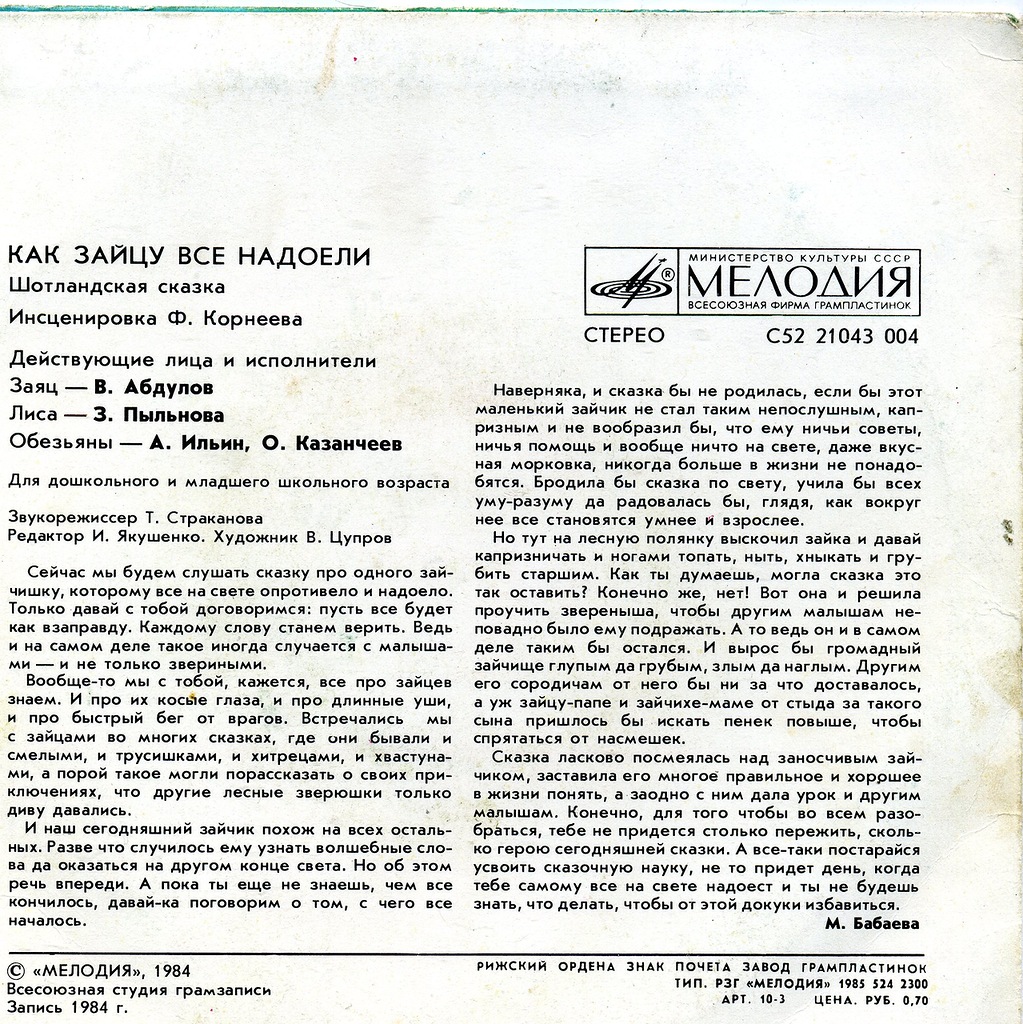 КАК ЗАЙЦУ ВСЕ НАДОЕЛИ
Шотландская сказка
Инсценировка Ф. Корнеева
Действующие лица и исполнители
Заяц — В. Абдулов
Лиса — З. Пыльнова
Обезьяны — А. Ильин, О. Казанчеев
Для дошкольного и младшего школьного возраста
Звукорежиссер Т. Страканова
Редактор И. Якушенко. Художник В. Цупров
Сейчас мы будем слушать сказку про одного зай-
чишку, которому все на свете опротивело и надоело.
Только давай с тобой договоримся: пусть все будет
как взаправду. Каждому слову станем верить. Ведь
и на самом деле такое иногда случается с малыша-
ми — и не только звериными.
Вообще-то мы с тобой, кажется, все про зайцев
знаем. И про их косые глаза, и про длинные уши,
и про быстрый бег от врагов. Встречались мы
с зайцами во многих сказках, где они бывали и
смелыми, и трусишками, и хитрецами, и хвастуна-
ми, а порой такое могли порассказать о своих при-
ключениях, что другие лесные зверюшки только
диву давались.
И наш сегодняшний зайчик похож на всех осталь-
ных. Разве что случилось ему узнать волшебные сло-
ва да оказаться на другом конце света. Но об этом
речь впереди. А пока ты еще не знаешь, чем все
кончилось, давай-ка поговорим о том, с чего все
началось.
МИНИСТЕРСТВО КУЛЬТУРЫ СССР
®
МЕЛОДИЯ
ВСЕСОЮЗНАЯ ФИРМА ГРАМПЛАСТИНОК
СТЕРЕО С52 21043 004
Наверняка, и сказка бы не родилась, если бы этот
маленький зайчик не стал таким непослушным, кап-
ризным и не вообразил бы, что ему ничьи советы,
ничья помощь и вообще ничто на свете, даже вкус-
ная морковка, никогда больше в жизни не понадо-
бятся. Бродила бы сказка по свету, учила бы всех
уму-разуму да радовалась бы, глядя, как вокруг
нее все становятся умнее и взрослее.
Но тут на лесную полянку выскочил зайка и давай
капризничать и ногами топать, ныть, хныкать и гру-
бить старшим. Как ты думаешь, могла сказка это
так оставить? Конечно же, нет! Вот она и решила
проучить звереныша, чтобы другим малышам не-
повадно было ему подражать. А то ведь он и в самом
деле таким бы остался. И вырос бы громадный
зайчище глупым да грубым, злым да наглым. Другим
его сородичам от него бы ни за что доставалось,
а уж зайцу-папе и зайчихе-маме от стыда за такого
сына пришлось бы искать пенек повыше, чтобы
спрятаться от насмешек.
Сказка ласково посмеялась над заносчивым зай-
чиком, заставила его многое правильное и хорошее
в жизни понять, а заодно с ним дала урок и другим
малышам. Конечно, для того чтобы во всем разо-
браться, тебе не придется столько пережить, сколь-
ко герою сегодняшней сказки. А все-таки постарайся
усвоить сказочную науку, не то придет день, когда
тебе самому все на свете надоест и ты не будешь
знать, что делать, чтобы от этой докуки избавиться.
М. Бабаева
© «МЕЛОДИЯ», 1984
Всесоюзная студия грамзаписи
Запись 1984 г.
РИЖСКИЙ ОРДЕНА ЗНАК ПОЧЕТА ЗАВОД ГРАМПЛАСТИНОК
ТИП. РЗГ «МЕЛОДИЯ» 1985 524 2300
АРТ. 10-3 ЦЕНА. РУБ. 0,70